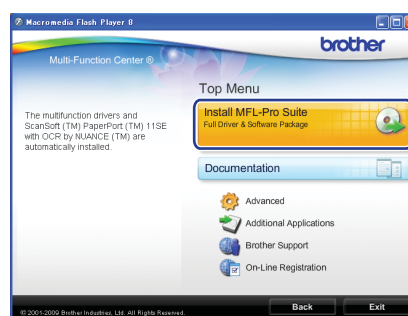 Macromedia Flash Player 8
brother
Multi-Function Center ®
Top Menu
The multifunction drivers and
ScanSoft (TM) PaperPort (TM) 11SE
with OCR by NUANCE (TM) are
automatically installed.
Install MFL-Pro Suite
Full Driver & Software Package
Documentation
Advanced
Additional Applications
Brother Support
On-Line Registration
© 2001-2009 Brother Industries, Ltd. All Rights Reserved.
Back
Exit